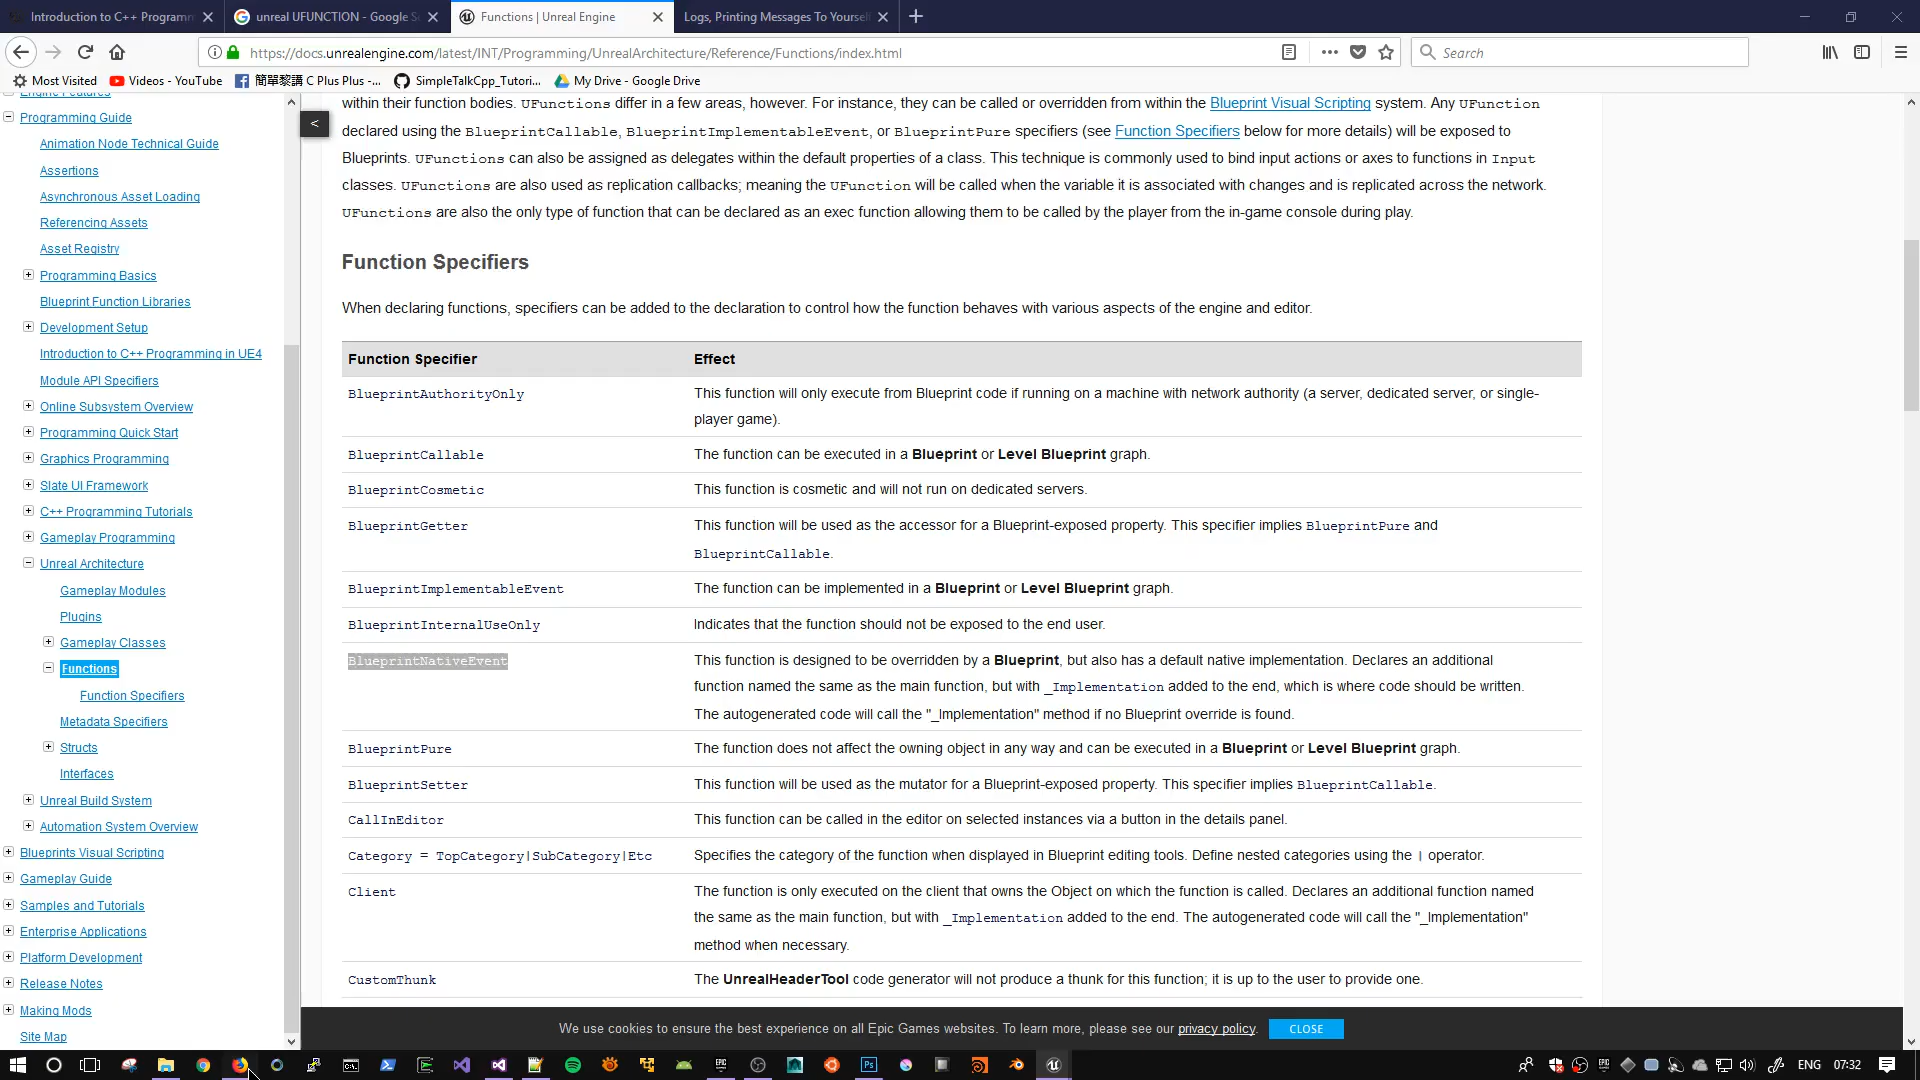 Introduction to C++ Programm
unreal UFUNCTION - Google S
Functions | Unreal Engine
Logs, Printing Messages To Yourself
https://docs.unrealengine.com/latest/INT/Programming/UnrealArchitecture/Reference/Functions/index.html
Search
Most Visited
Videos - YouTube
簡單黎講 C Plus Plus -...
SimpleTalkCpp_Tutori...
My Drive - Google Drive
Engine Features
Programming Guide
Animation Node Technical Guide
Assertions
Asynchronous Asset Loading
Referencing Assets
Asset Registry
Programming Basics
Blueprint Function Libraries
Development Setup
Introduction to C++ Programming in UE4
Module API Specifiers
Online Subsystem Overview
Programming Quick Start
Graphics Programming
Slate UI Framework
C++ Programming Tutorials
Gameplay Programming
Unreal Architecture
Gameplay Modules
Plugins
Gameplay Classes
Functions
Function Specifiers
Metadata Specifiers
Structs
Interfaces
Unreal Build System
Automation System Overview
Blueprints Visual Scripting
Gameplay Guide
Samples and Tutorials
Enterprise Applications
Platform Development
Release Notes
Making Mods
Site Map
<
within their function bodies. UFunctions differ in a few areas, however. For instance, they can be called or overridden from within the Blueprint Visual Scripting system. Any UFunction
declared using the BlueprintCallable, BlueprintImplementableEvent, or BlueprintPure specifiers (see Function Specifiers below for more details) will be exposed to
Blueprints. UFunctions can also be assigned as delegates within the default properties of a class. This technique is commonly used to bind input actions or axes to functions in Input
classes. UFunctions are also used as replication callbacks; meaning the UFunction will be called when the variable it is associated with changes and is replicated across the network.
UFunctions are also the only type of function that can be declared as an exec function allowing them to be called by the player from the in-game console during play.
Function Specifiers
When declaring functions, specifiers can be added to the declaration to control how the function behaves with various aspects of the engine and editor.
Function Specifier Effect
BlueprintAuthorityOnly This function will only execute from Blueprint code if running on a machine with network authority (a server, dedicated server, or single-
player game).
BlueprintCallable The function can be executed in a Blueprint or Level Blueprint graph.
BlueprintCosmetic This function is cosmetic and will not run on dedicated servers.
BlueprintGetter This function will be used as the accessor for a Blueprint-exposed property. This specifier implies BlueprintPure and
BlueprintCallable.
BlueprintImplementableEvent The function can be implemented in a Blueprint or Level Blueprint graph.
BlueprintInternalUseOnly Indicates that the function should not be exposed to the end user.
BlueprintNativeEvent This function is designed to be overridden by a Blueprint, but also has a default native implementation. Declares an additional
function named the same as the main function, but with _Implementation added to the end, which is where code should be written.
The autogenerated code will call the "_Implementation" method if no Blueprint override is found.
BlueprintPure The function does not affect the owning object in any way and can be executed in a Blueprint or Level Blueprint graph.
BlueprintSetter This function will be used as the mutator for a Blueprint-exposed property. This specifier implies BlueprintCallable.
CallInEditor This function can be called in the editor on selected instances via a button in the details panel.
Category = TopCategory|SubCategory|Etc Specifies the category of the function when displayed in Blueprint editing tools. Define nested categories using the | operator.
Client The function is only executed on the client that owns the Object on which the function is called. Declares an additional function named
the same as the main function, but with _Implementation added to the end. The autogenerated code will call the "_Implementation"
method when necessary.
CustomThunk The UnrealHeaderTool code generator will not produce a thunk for this function; it is up to the user to provide one.
We use cookies to ensure the best experience on all Epic Games websites. To learn more, please see our privacy policy. CLOSE
ENG 07:32